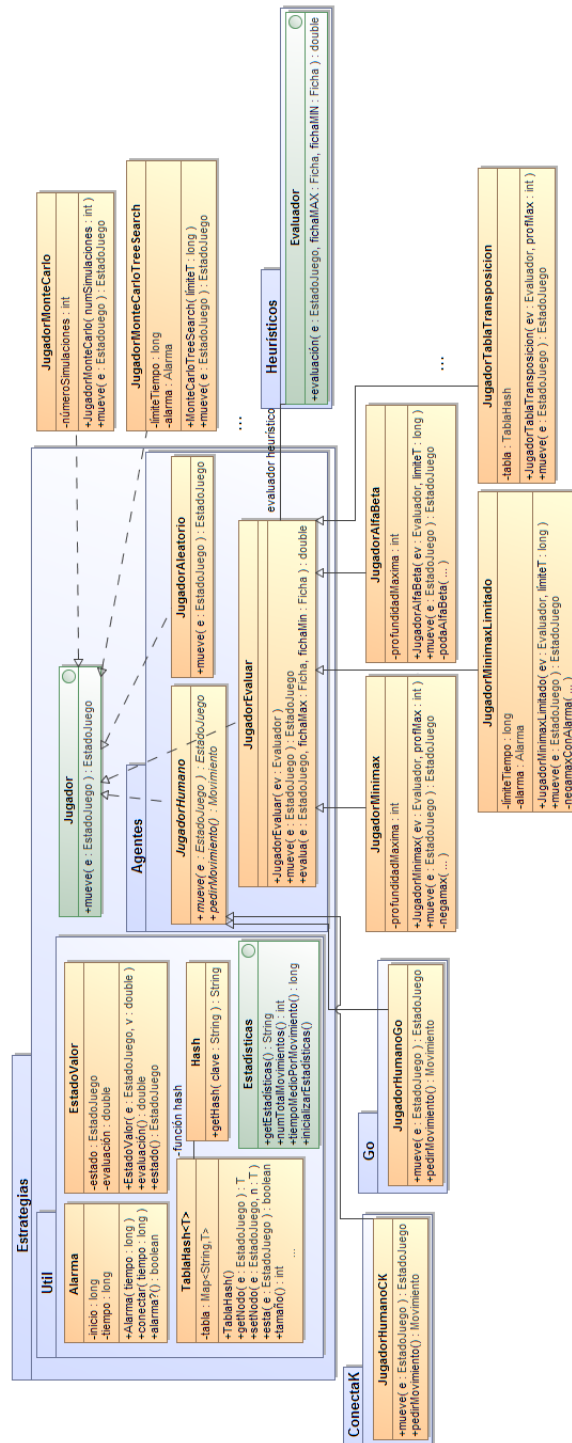 Estrategias
Util
Alarma
-inicio : long
-tiempo : long
+Alarma( tiempo : long )
+conectar( tiempo : long )
+alarma?() : boolean
EstadoValor
-estado : EstadoJuego
-evaluación : double
+EstadoValor( e : EstadoJuego, v : double )
+evaluación() : double
+estado() : EstadoJuego
TablaHash<T>
-tabla : Map<String,T>
+TablaHash()
+getNodo( e : EstadoJuego ) : T
+setNodo( e : EstadoJuego, n : T )
+esta( e : EstadoJuego ) : boolean
+tamaño() : int
...
-función hash
Hash
+getHash( clave : String ) : String
Estadísticas
+getEstadísticas() : String
+numTotalMovimientos() : int
+tiempoMedioPorMovimiento() : long
+inicializarEstadísticas()
Jugador
+mueve( e : EstadoJuego ) : EstadoJuego
Agentes
JugadorHumano
+mueve( e : EstadoJuego ) : EstadoJuego
+pedirMovimiento() : Movimiento
JugadorAleatorio
+mueve( e : EstadoJuego ) : EstadoJuego
JugadorEvaluar
+JugadorEvaluar( ev : Evaluador )
+mueve( e : EstadoJuego ) : EstadoJuego
+evalua( e : EstadoJuego, fichaMax : Ficha, fichaMin : Ficha ) : double
JugadorMonteCarlo
-númeroSimulaciones : int
+JugadorMonteCarlo( numSimulaciones : int )
+mueve( e : Estadouego ) : EstadoJuego
JugadorMonteCarloTreeSearch
-limiteTiempo : long
-alarma : Alarma
+MonteCarloTreeSearch( límiteT : long )
+mueve( e : EstadoJuego ) : EstadoJuego
...
evaluador heurístico
Heurísticos
Evaluador
+evaluación( e : EstadoJuego, fichaMAX : Ficha, fichaMIN : Ficha ) : double
JugadorMinimax
-profundidadMaxima : int
+JugadorMinimax( ev : Evaluador, profMax : int )
+mueve( e : EstadoJuego ) : EstadoJuego
-negamax( ... )
JugadorAlfaBeta
-profundidadMaxima : int
+JugadorAlfaBeta( ev : Evaluador, límiteT : long )
+mueve( e : EstadoJuego ) : EstadoJuego
-podaAlfaBeta( ... )
...
Go
JugadorHumanoGo
+mueve( e : EstadoJuego ) : EstadoJuego
+pedirMovimiento() : Movimiento
ConectaK
JugadorHumanoCK
+mueve( e : EstadoJuego ) : EstadoJuego
+pedirMovimiento() : Movimiento
JugadorMinimaxLimitado
-limiteTiempo : long
-alarma : Alarma
+JugadorMinimaxLimitado( ev : Evaluador, límiteT : long )
+mueve( e : EstadoJuego ) : EstadoJuego
-negamaxConAlarma( ... )
JugadorTablaTransposicion
-tabla : TablaHash
+JugadorTablaTransposicion( ev : Evaluador, profMax : int )
+mueve( e : EstadoJuego ) : EstadoJuego